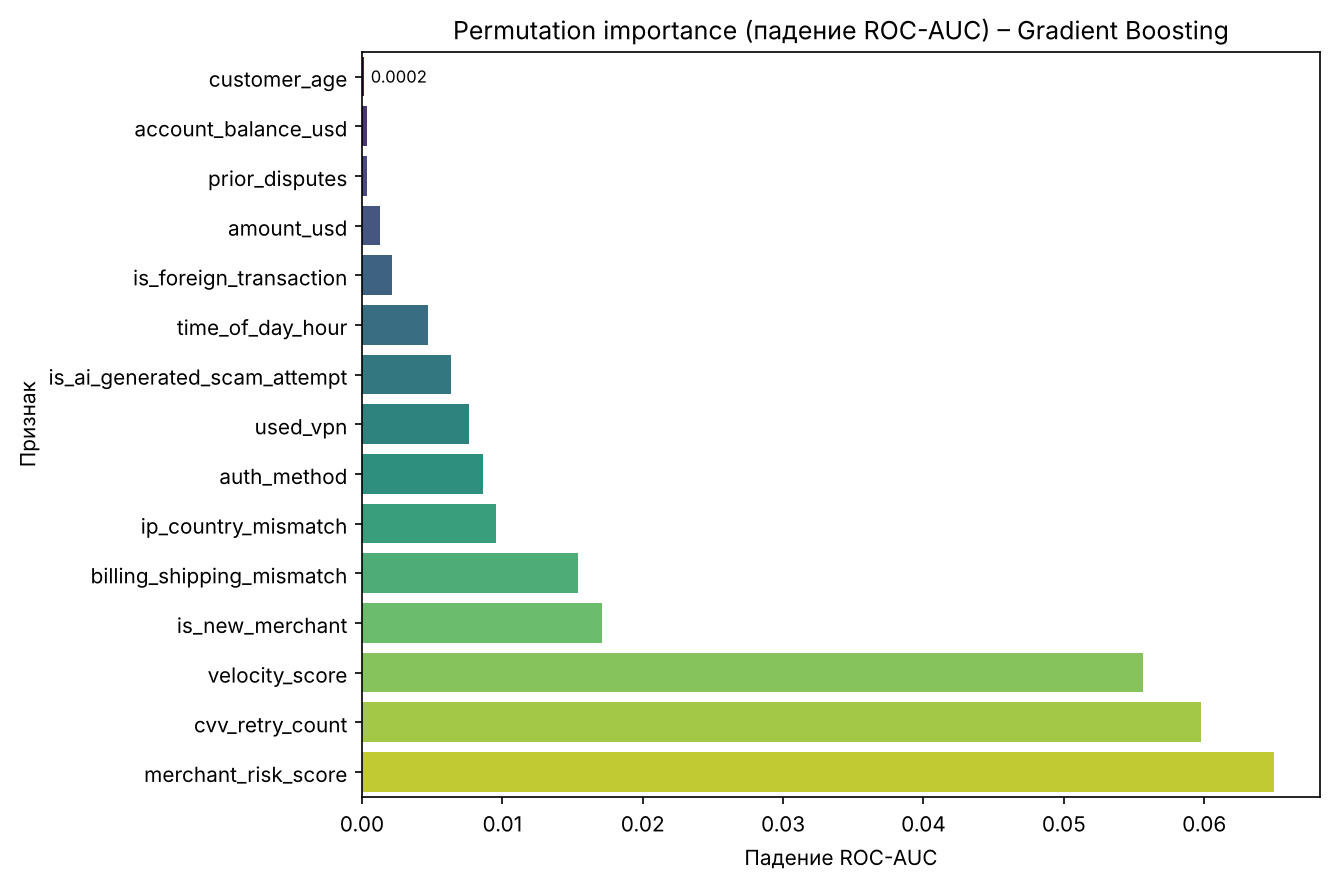 Permutation importance (падение ROC-AUC) – Gradient Boosting
customer_age
0.0002
account_balance_usd
prior_disputes
amount_usd
is_foreign_transaction
time_of_day_hour
is_ai_generated_scam_attempt
used_vpn
auth_method
ip_country_mismatch
billing_shipping_mismatch
is_new_merchant
velocity_score
cvv_retry_count
merchant_risk_score
Признак
0.00 0.01 0.02 0.03 0.04 0.05 0.06
Падение ROC-AUC